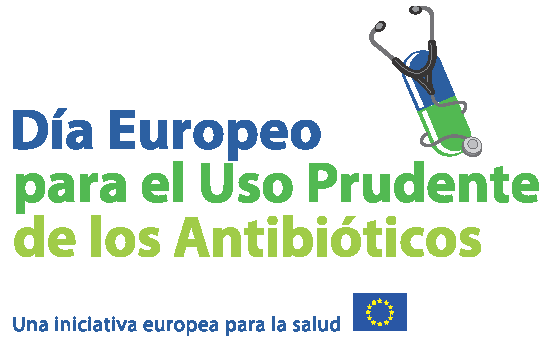 Día Europeo
para el Uso Prudente
de los Antibióticos
Una iniciativa europea para la salud